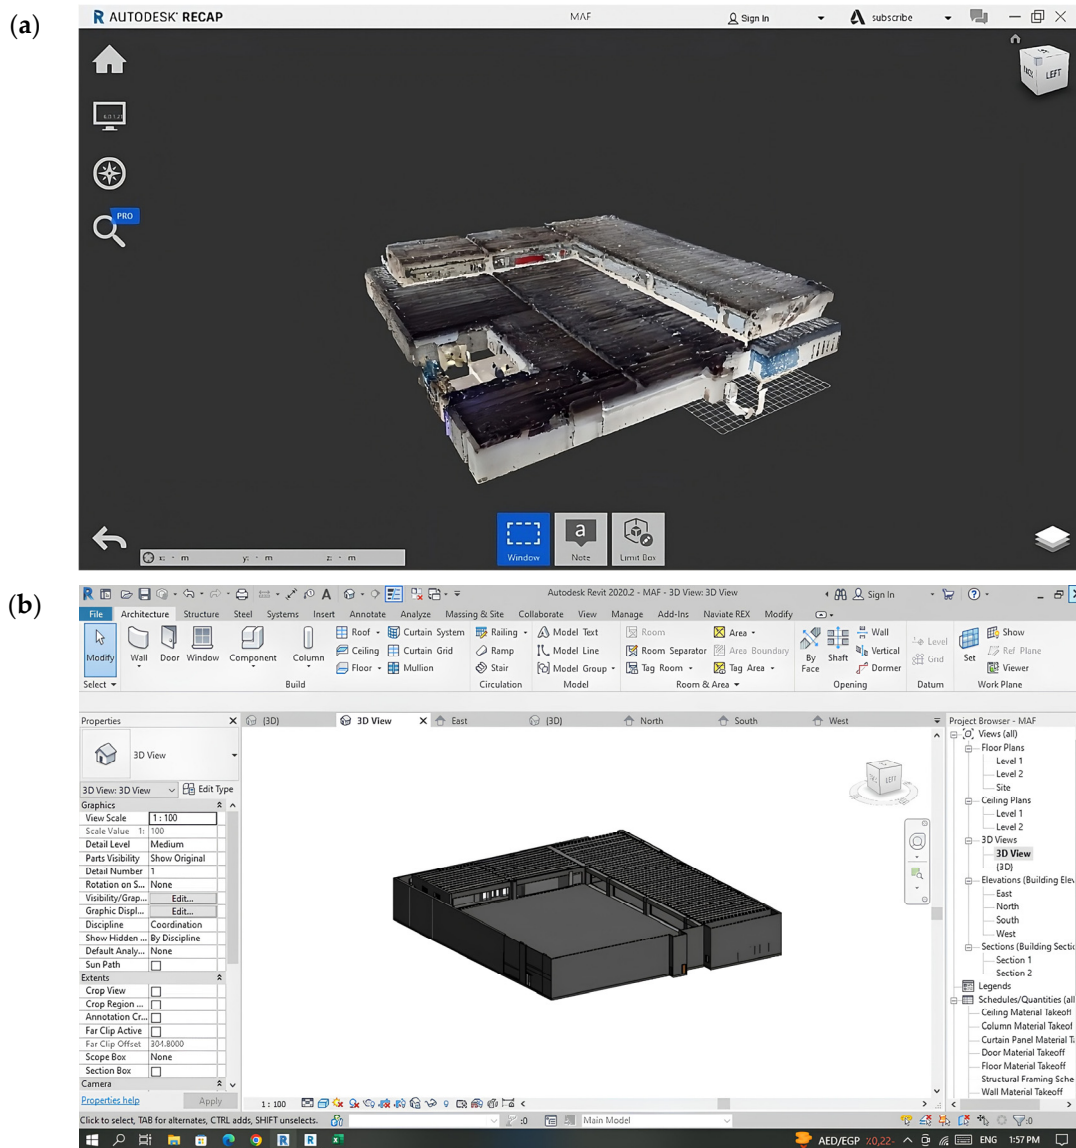 (a)
R AUTODESK® RECAP MAF Sign In subscribe
LEFT
PRO
x: - m y: - m z: - m
a
Window Note Limit Box
(b)
Autodesk Revit 2020.2 - MAF - 3D View: 3D View Sign In
File Architecture Structure Steel Systems Insert Annotate Analyze Massing & Site Collaborate View Manage Add-Ins Naviate REX Modify
Modify Wall Door Window Component Column Roof Curtain System Railing Model Text Room Area By Face Shaft Wall Level Set Show
Ceiling Curtain Grid Ramp Model Line Room Separator Area Boundary Vertical Grid Ref Plane
Floor Mullion Stair Model Group Tag Room Tag Area Dormer Viewer
Select Build Circulation Model Room & Area Opening Datum Work Plane
Properties {3D} 3D View East {3D} North South West Project Browser - MAF
3D View
3D View: 3D View Edit Type
Graphics
View Scale 1 : 100
Scale Value 1: 100
Detail Level Medium
Parts Visibility Show Original
Detail Number 1
Rotation on S... None
Visibility/Grap... Edit...
Graphic Displ... Edit...
Discipline Coordination
Show Hidden ... By Discipline
Default Analy... None
Sun Path
Extents
Crop View
Crop Region ...
Annotation Cr...
Far Clip Active
Far Clip Offset 304.8000
Scope Box None
Section Box
Camera
Properties help Apply
LEFT
Views (all)
Floor Plans
Level 1
Level 2
Site
Ceiling Plans
Level 1
Level 2
3D Views
3D View
{3D}
Elevations (Building Elev
East
North
South
West
Sections (Building Sectio
Section 1
Section 2
Legends
Schedules/Quantities (all
Ceiling Material Takeoff
Column Material Takeof
Curtain Panel Material Ta
Door Material Takeoff
Floor Material Takeoff
Structural Framing Sche
Wall Material Takeoff
1 : 100
Click to select, TAB for alternates, CTRL adds, SHIFT unselects. :0 Main Model :0
AED/EGP %0,22- ENG 1:57 PM